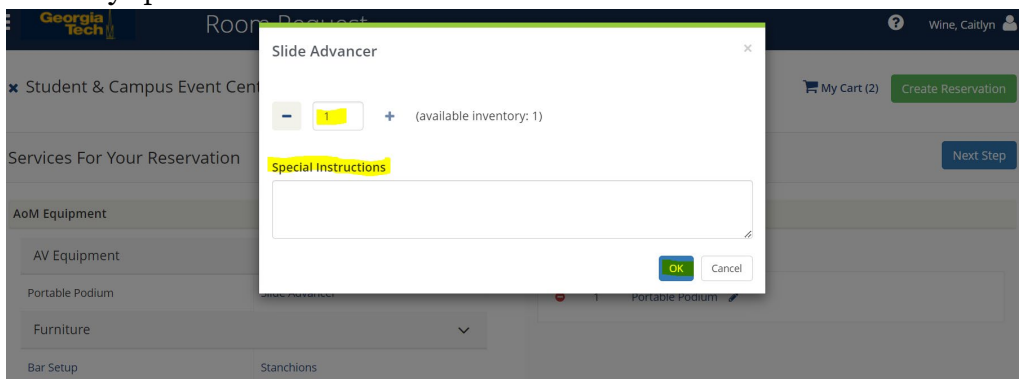 Georgia Tech
Room Request
?
Wine, Caitlyn
Slide Advancer
×
× Student & Campus Event Cent
My Cart (2)
Create Reservation
− 1 + (available inventory: 1)
Services For Your Reservation
Next Step
Special Instructions
AoM Equipment
AV Equipment
OK
Cancel
Portable Podium
Slide Advancer
1 Portable Podium
Furniture
Bar Setup
Stanchions